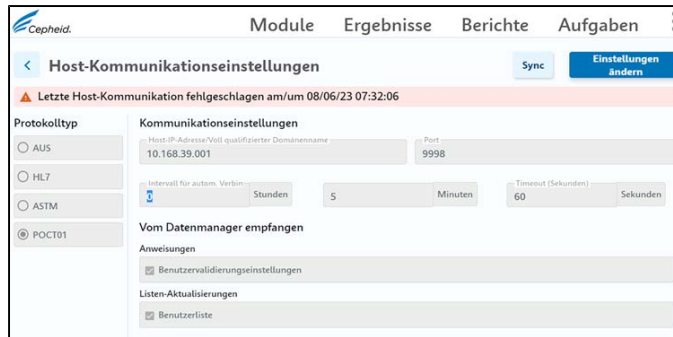 Cepheid.
Module Ergebnisse Berichte Aufgaben
Host-Kommunikationseinstellungen
Sync
Einstellungen
ändern
Letzte Host-Kommunikation fehlgeschlagen am/um 08/06/23 07:32:06
Protokolltyp
AUS
HL7
ASTM
POCT01
Kommunikationseinstellungen
Host-IP-Adresse/Voll qualifizierter Domänenname
10.168.39.001
Port
9998
Intervall für autom. Verbin
0 Stunden
5 Minuten
Timeout (Sekunden)
60 Sekunden
Vom Datenmanager empfangen
Anweisungen
Benutzervalidierungseinstellungen
Listen-Aktualisierungen
Benutzerliste